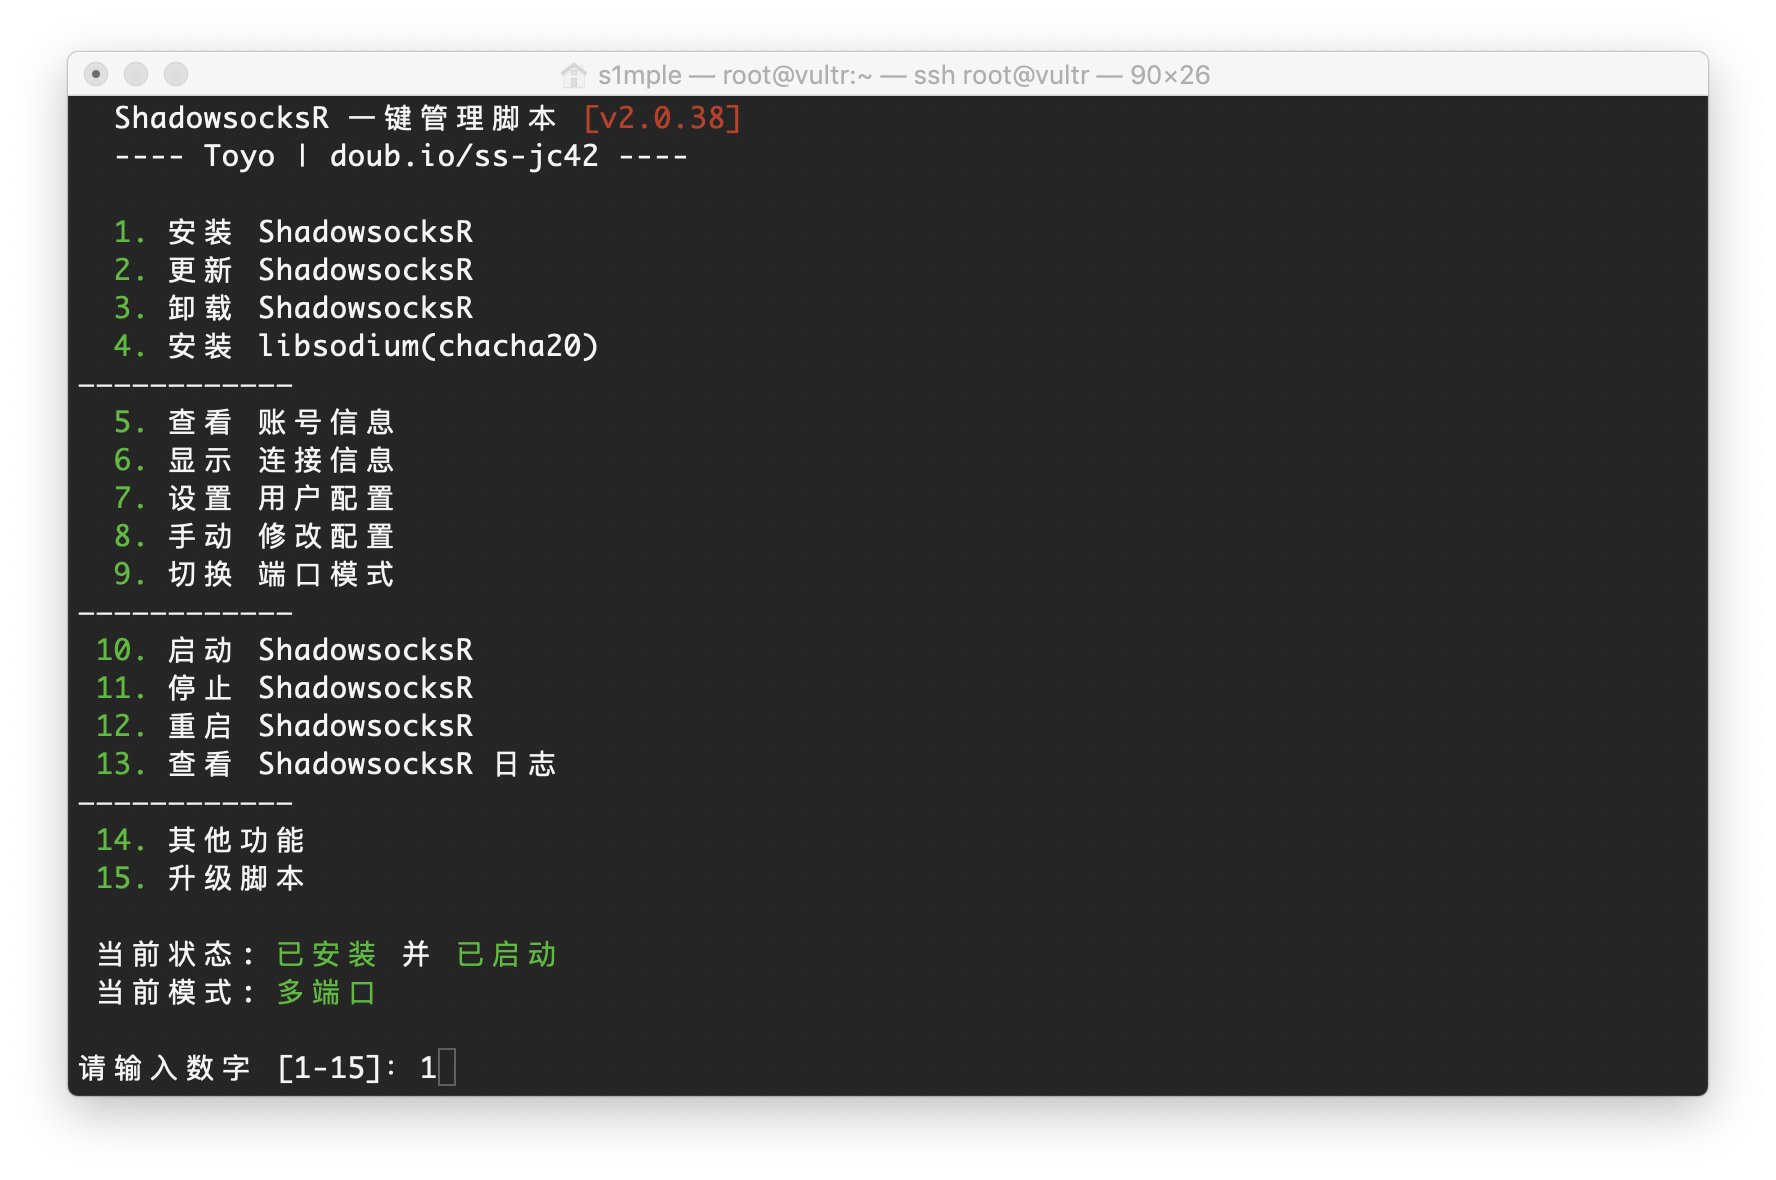 s1mple — root@vultr:~ — ssh root@vultr — 90×26
ShadowsocksR 一键管理脚本 [v2.0.38]
---- Toyo | doub.io/ss-jc42 ----
1. 安装 ShadowsocksR
2. 更新 ShadowsocksR
3. 卸载 ShadowsocksR
4. 安装 libsodium(chacha20)
————————————
5. 查看 账号信息
6. 显示 连接信息
7. 设置 用户配置
8. 手动 修改配置
9. 切换 端口模式
————————————
10. 启动 ShadowsocksR
11. 停止 ShadowsocksR
12. 重启 ShadowsocksR
13. 查看 ShadowsocksR 日志
————————————
14. 其他功能
15. 升级脚本
当前状态: 已安装 并 已启动
当前模式: 多端口
请输入数字 [1-15]: 1